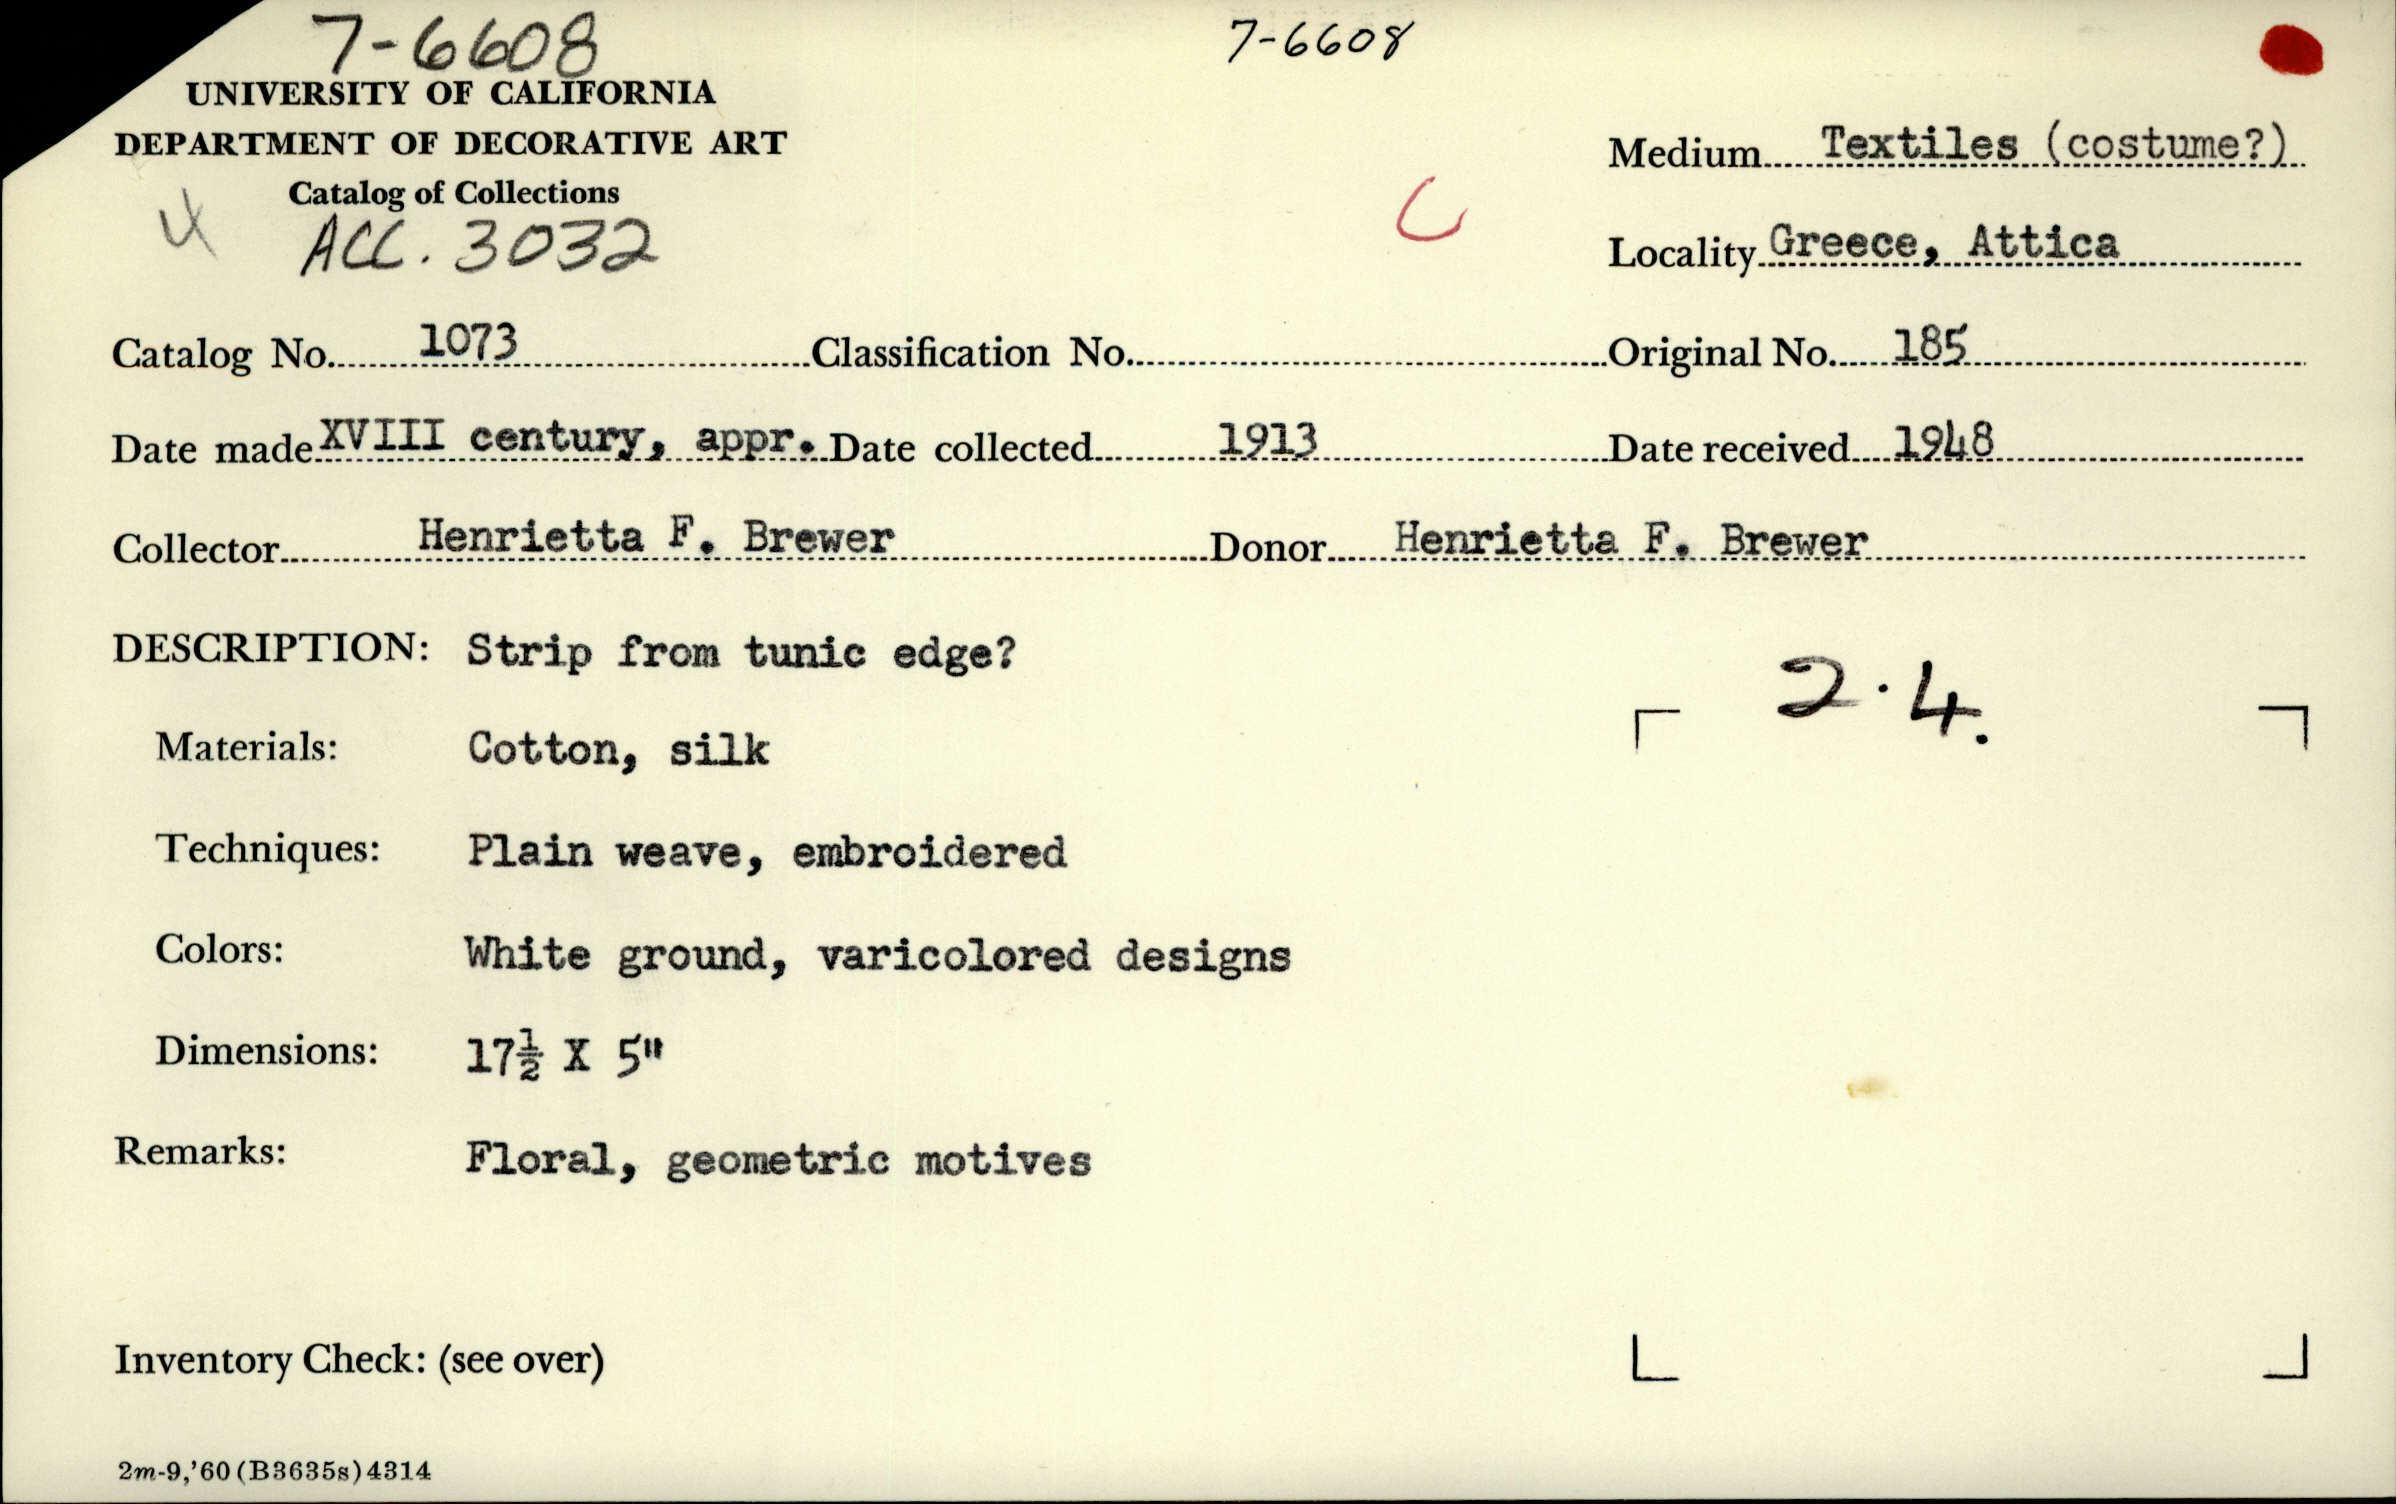 7-6608
7-6608
UNIVERSITY OF CALIFORNIA
DEPARTMENT OF DECORATIVE ART
Catalog of Collections
ACC. 3032
C
Medium Textiles (costume?)
Locality Greece, Attica
Catalog No. 1073 Classification No. Original No. 185
Date made XVIII century, appr. Date collected 1913 Date received 1948
Collector Henrietta F. Brewer Donor Henrietta F. Brewer
DESCRIPTION: Strip from tunic edge?
2.4.
Materials: Cotton, silk
Techniques: Plain weave, embroidered
Colors: White ground, varicolored designs
Dimensions: 17½ X 5"
Remarks: Floral, geometric motives
Inventory Check: (see over)
2m-9,'60(B3635s)4314